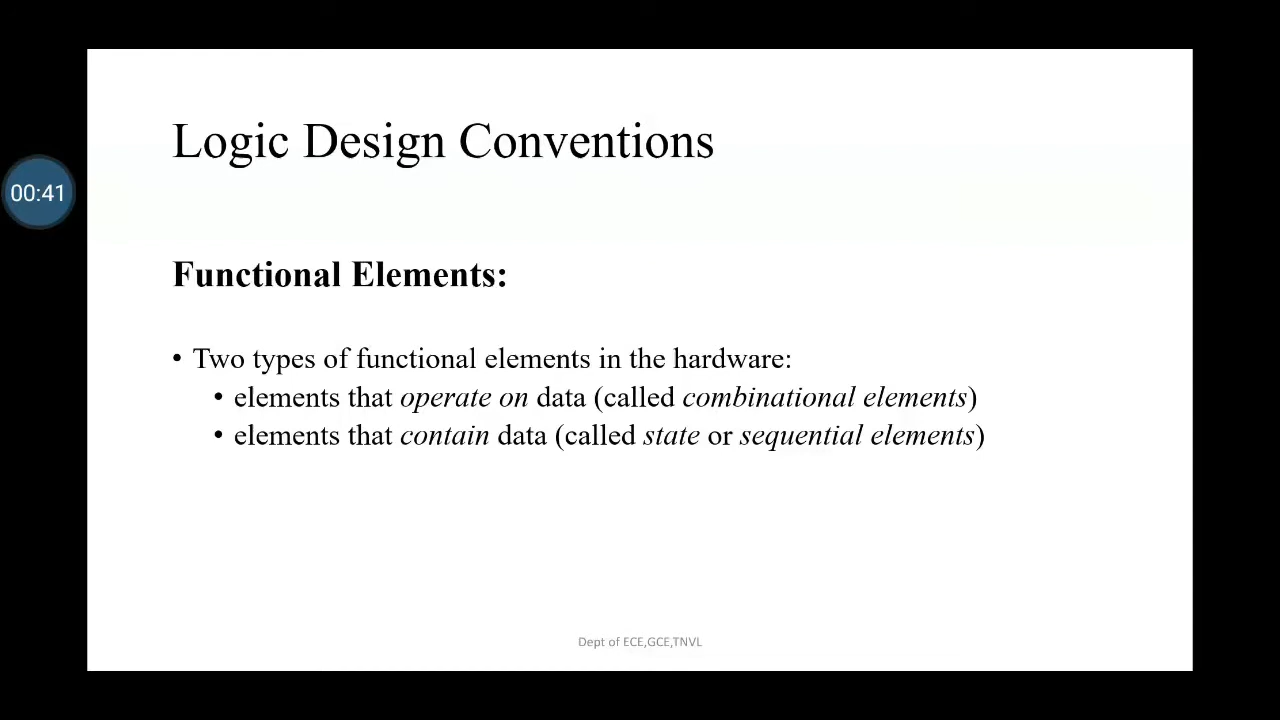 Logic Design Conventions
00:41
Functional Elements:
• Two types of functional elements in the hardware:
• elements that operate on data (called combinational elements)
• elements that contain data (called state or sequential elements)
Dept of ECE,GCE,TNVL